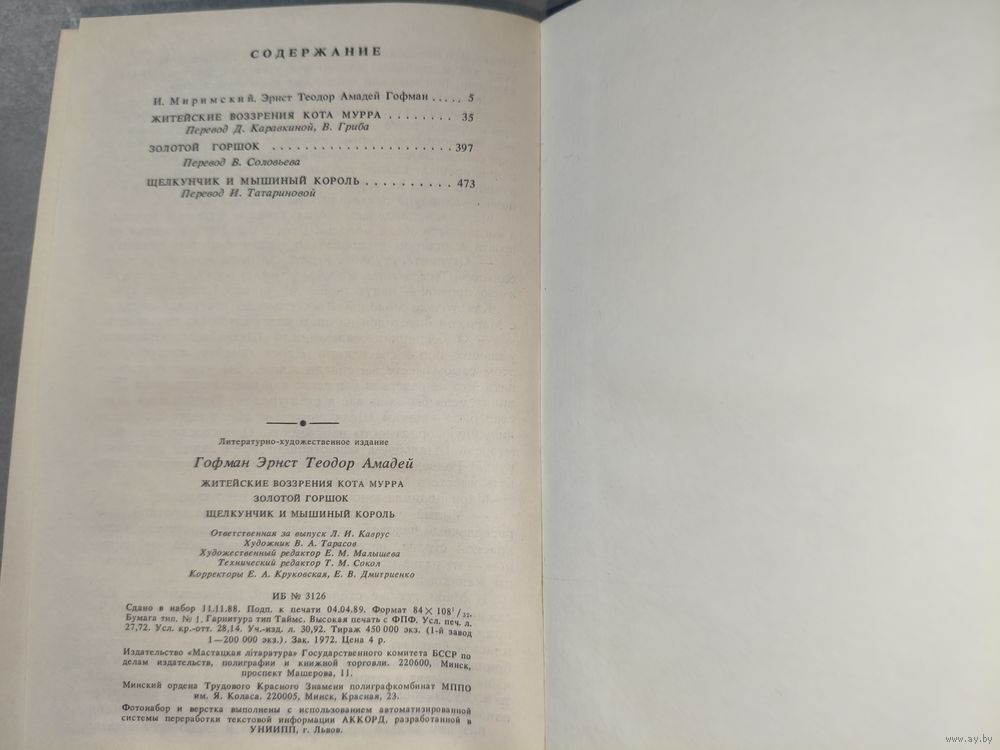 СОДЕРЖАНИЕ
И. Миримский. Эрнст Теодор Амадей Гофман ..... 5
ЖИТЕЙСКИЕ ВОЗЗРЕНИЯ КОТА МУРРА ........ 35
Перевод Д. Каравкиной, В. Гриба
ЗОЛОТОЙ ГОРШОК ...................... 397
Перевод В. Соловьева
ЩЕЛКУНЧИК И МЫШИНЫЙ КОРОЛЬ ........... 473
Перевод И. Татариновой
Литературно-художественное издание
Гофман Эрнст Теодор Амадей
ЖИТЕЙСКИЕ ВОЗЗРЕНИЯ КОТА МУРРА
ЗОЛОТОЙ ГОРШОК
ЩЕЛКУНЧИК И МЫШИНЫЙ КОРОЛЬ
Ответственная за выпуск Л. И. Каврус
Художник В. А. Тарасов
Художественный редактор Е. М. Малышева
Технический редактор Т. М. Сокол
Корректоры Е. А. Круковская, Е. В. Дмитриенко
ИБ № 3126
Сдано в набор 11.11.88. Подп. к печати 04.04.89. Формат 84×108¹/₃₂.
Бумага тип. № 1. Гарнитура тип Таймс. Высокая печать с ФПФ. Усл. печ. л.
27,72. Усл. кр.-отт. 28,14. Уч.-изд. л. 30,92. Тираж 450 000 экз. (1-й завод
1—200 000 экз.). Зак. 1972. Цена 4 р.
Издательство «Мастацкая літаратура» Государственного комитета БССР по
делам издательств, полиграфии и книжной торговли. 220600, Минск,
проспект Машерова, 11.
Минский ордена Трудового Красного Знамени полиграфкомбинат МППО
им. Я. Коласа. 220005, Минск, Красная, 23.
Фотонабор и верстка выполнены с использованием автоматизированной
системы переработки текстовой информации АККОРД, разработанной в
УНИИПП, г. Львов.
www.ay.by